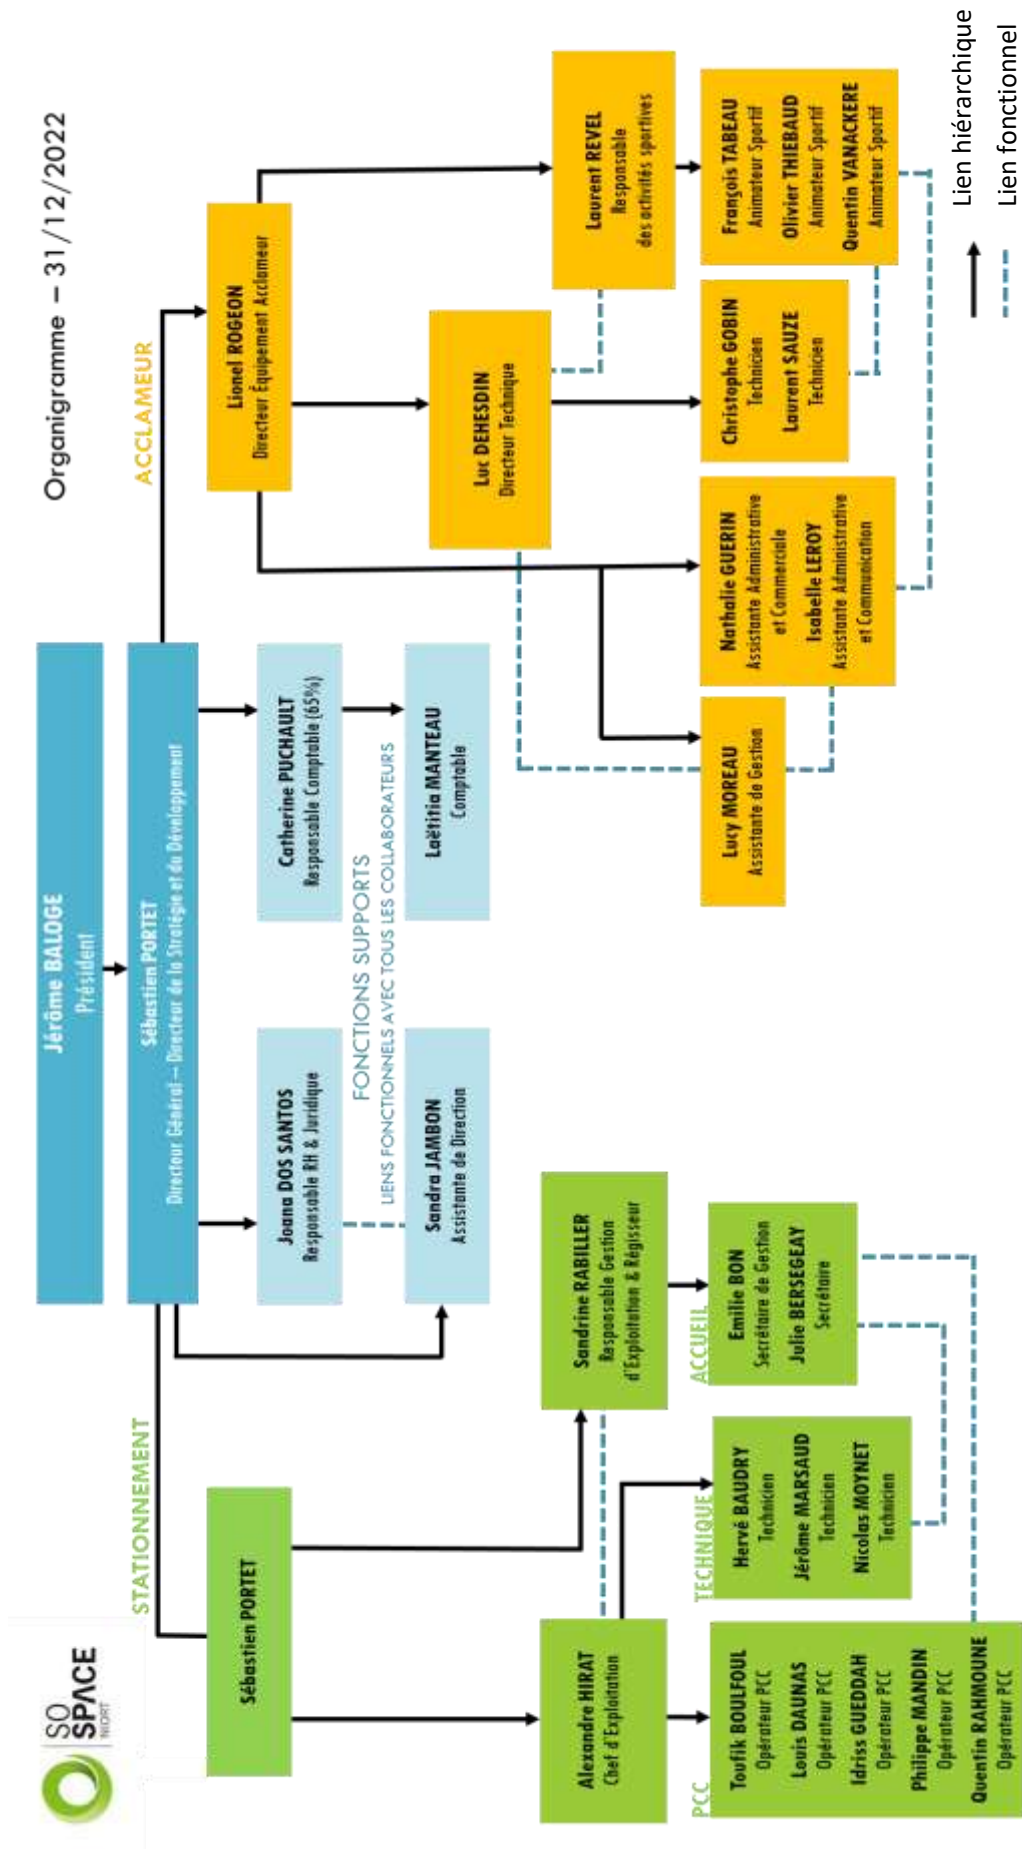 SO
SPACE
NIORT
Organigramme – 31/12/2022
Jérôme BALOGE
Président
Sébastien PORTET
Directeur Général – Directeur de la Stratégie et du Développement
STATIONNEMENT
ACCLAMEUR
Sébastien PORTET
Joana DOS SANTOS
Responsable RH & Juridique
Catherine PUCHAULT
Responsable Comptable (65%)
Lionel ROGEON
Directeur Équipement Acclameur
FONCTIONS SUPPORTS
LIENS FONCTIONNELS AVEC TOUS LES COLLABORATEURS
Sandra JAMBON
Assistante de Direction
Laëtitia MANTEAU
Comptable
Luc DEHESDIN
Directeur Technique
Alexandre HIRAT
Chef d'Exploitation
Sandrine RABILLER
Responsable Gestion
d'Exploitation & Régisseur
Laurent REVEL
Responsable
des activités sportives
PCC
Toufik BOULFOUL
Opérateur PCC
Louis DAUNAS
Opérateur PCC
Idriss GUEDDAH
Opérateur PCC
Philippe MANDIN
Opérateur PCC
Quentin RAHMOUNE
Opérateur PCC
TECHNIQUE
Hervé BAUDRY
Technicien
Jérôme MARSAUD
Technicien
Nicolas MOYNET
Technicien
ACCUEIL
Emilie BON
Secrétaire de Gestion
Julie BERSEGEAY
Secrétaire
Lucy MOREAU
Assistante de Gestion
Nathalie GUERIN
Assistante Administrative
et Commerciale
Isabelle LEROY
Assistante Administrative
et Communication
Christophe GOBIN
Technicien
Laurent SAUZE
Technicien
François TABEAU
Animateur Sportif
Olivier THIEBAUD
Animateur Sportif
Quentin VANACKERE
Animateur Sportif
Lien hiérarchique
Lien fonctionnel